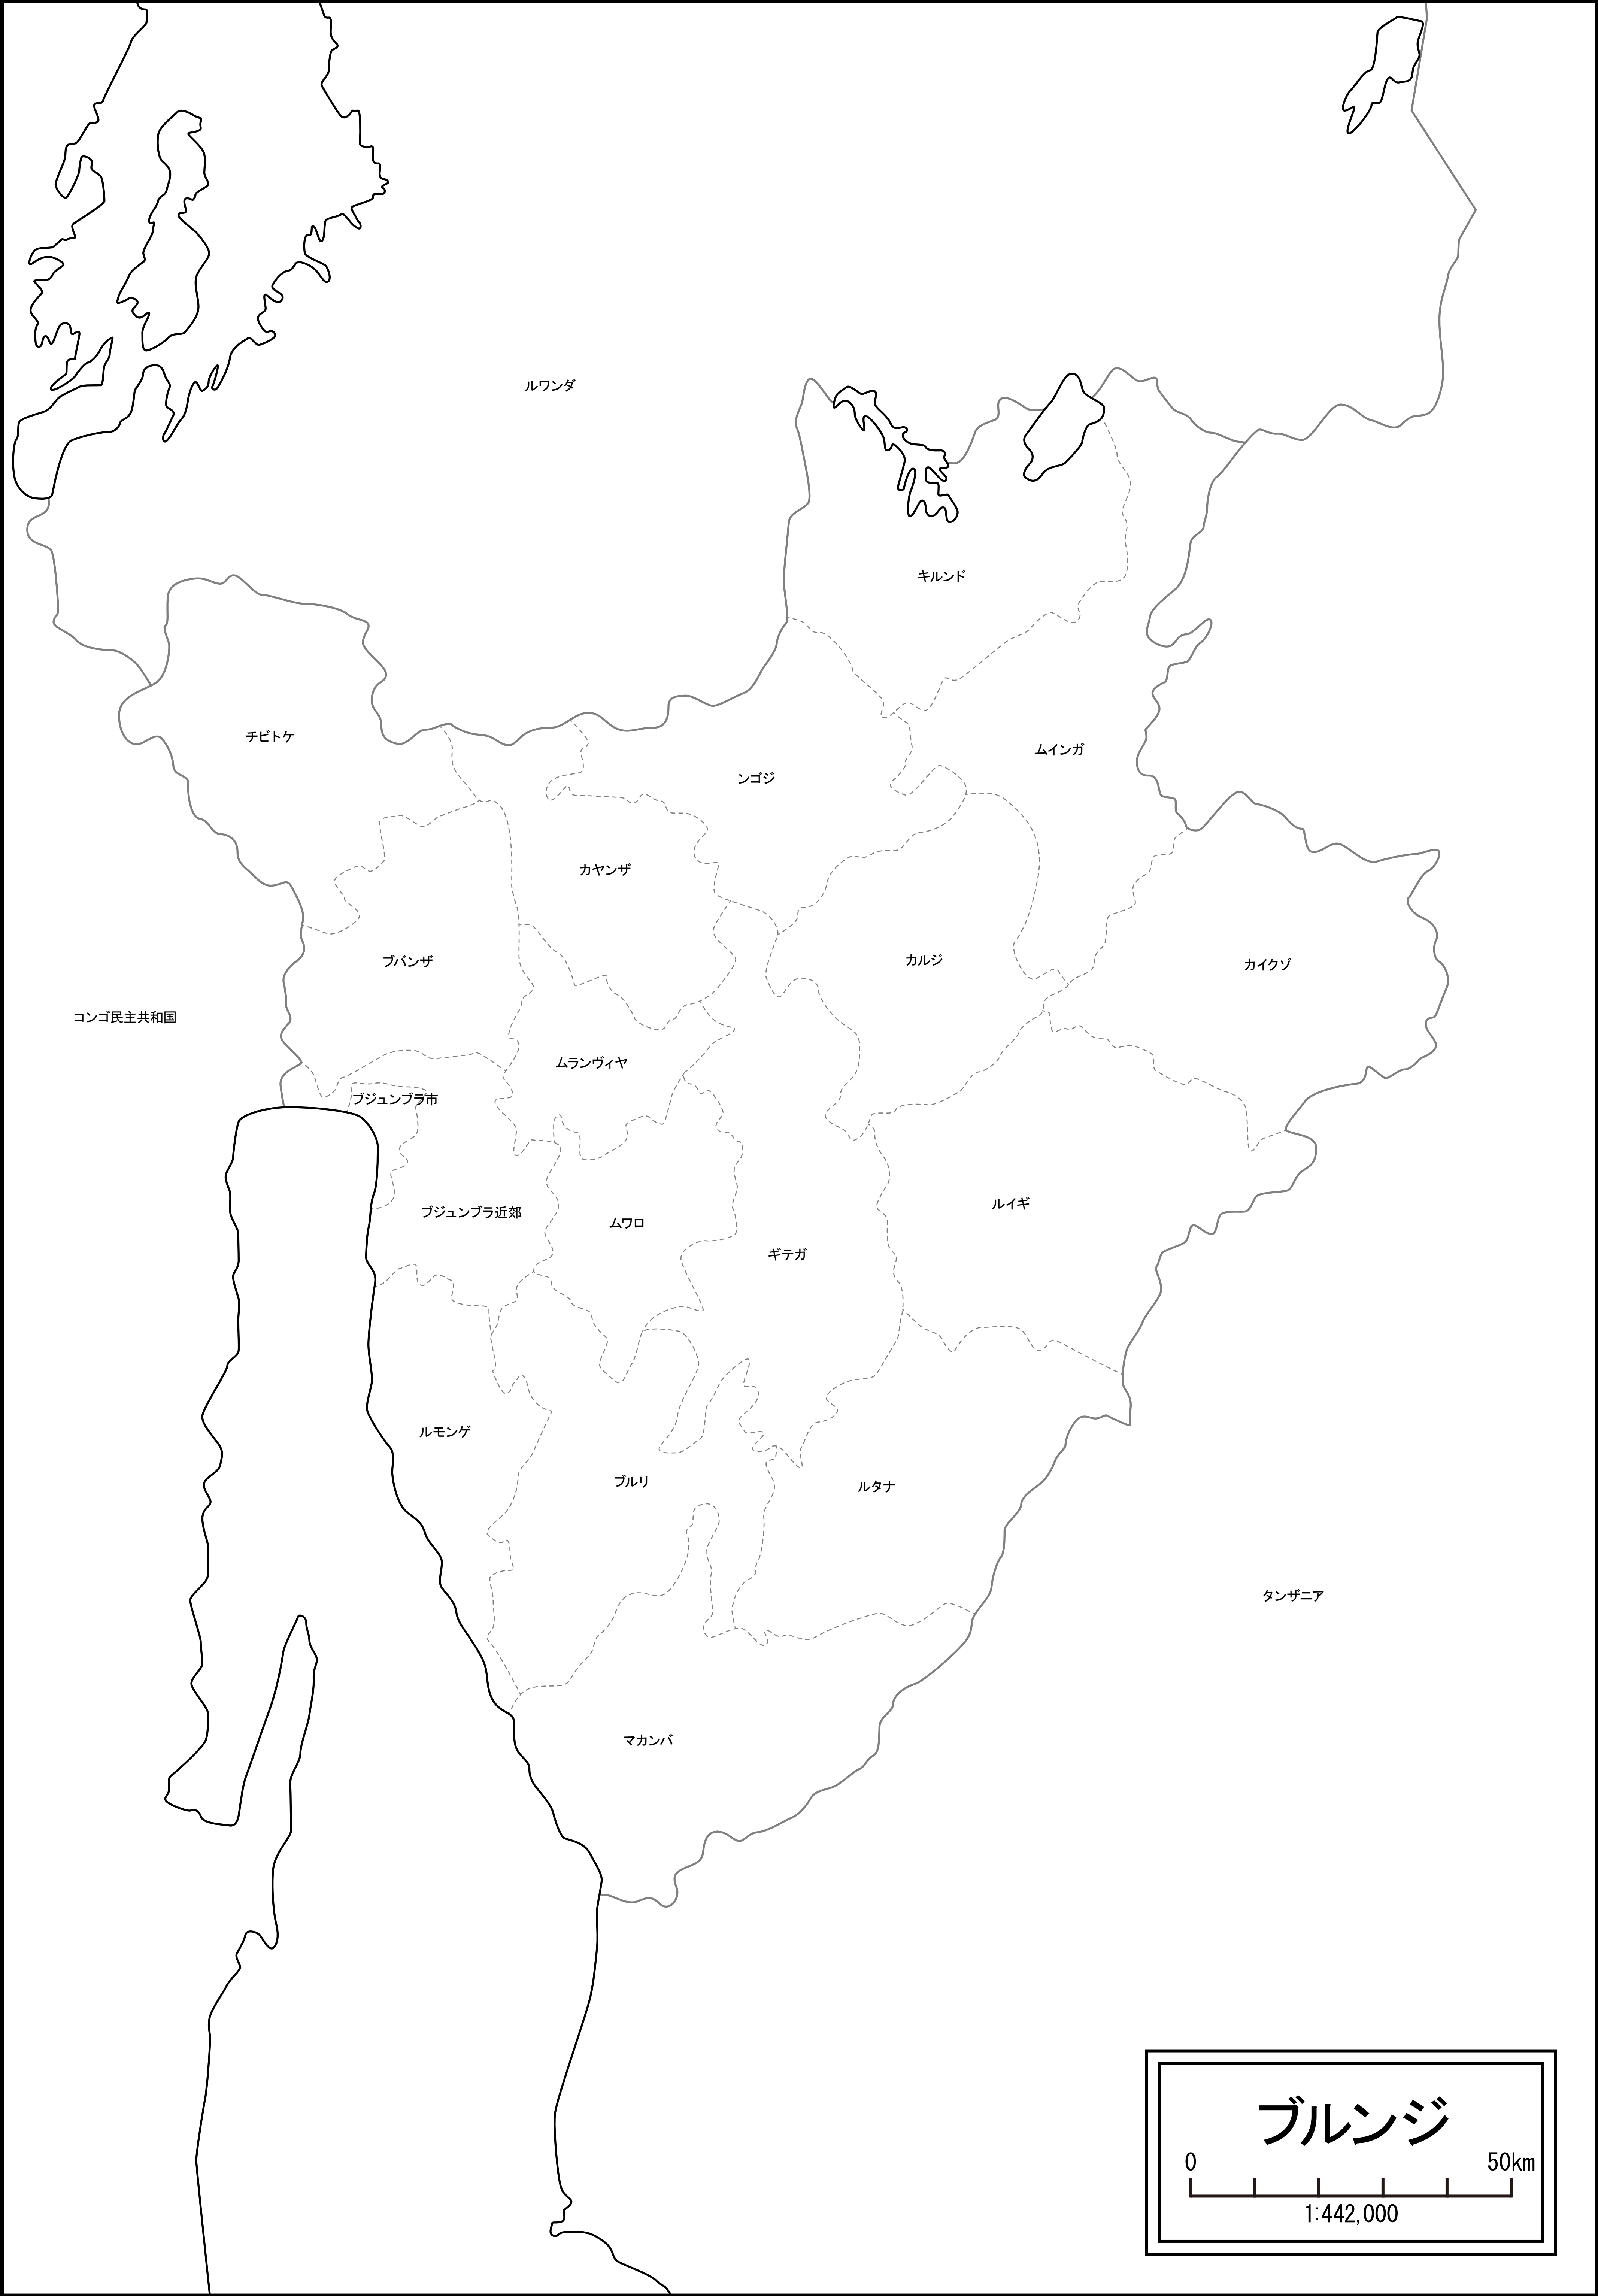 ルワンダ
キルンド
チビトケ
ムインガ
ンゴジ
カヤンザ
ブバンザ
カルジ
カイクゾ
コンゴ民主共和国
ムランヴィヤ
ブジュンブラ市
ルイギ
ブジュンブラ近郊
ムワロ
ギテガ
ルモンゲ
ブルリ
ルタナ
タンザニア
マカンバ
ブルンジ
0 50km
1:442,000